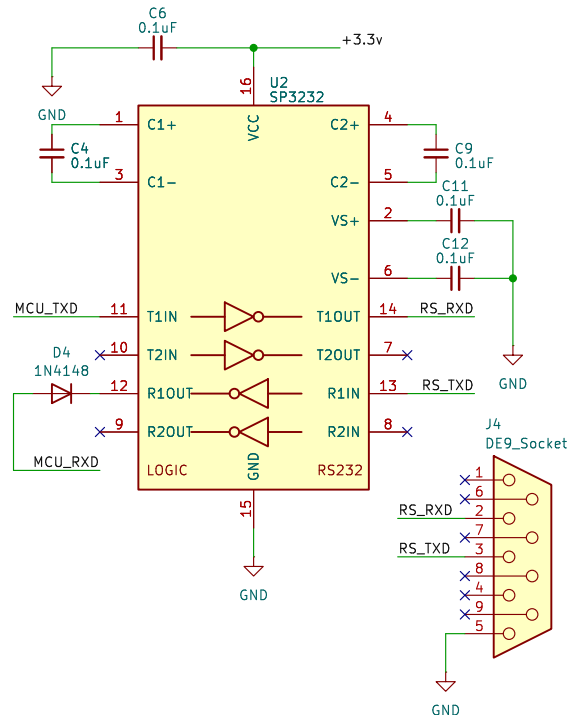 C6
0.1uF
+3.3v
GND
16
U2
SP3232
VCC
1
C1+
C2+
4
C4
0.1uF
C9
0.1uF
3
C1-
C2-
5
C11
0.1uF
VS+
2
C12
0.1uF
VS-
6
MCU_TXD
11
T1IN
T1OUT
14
RS_RXD
10
T2IN
T2OUT
7
GND
D4
1N4148
12
R1OUT
R1IN
13
RS_TXD
9
R2OUT
R2IN
8
MCU_RXD
LOGIC
GND
RS232
15
GND
J4
DE9_Socket
1
6
RS_RXD
2
7
RS_TXD
3
8
4
9
5
GND